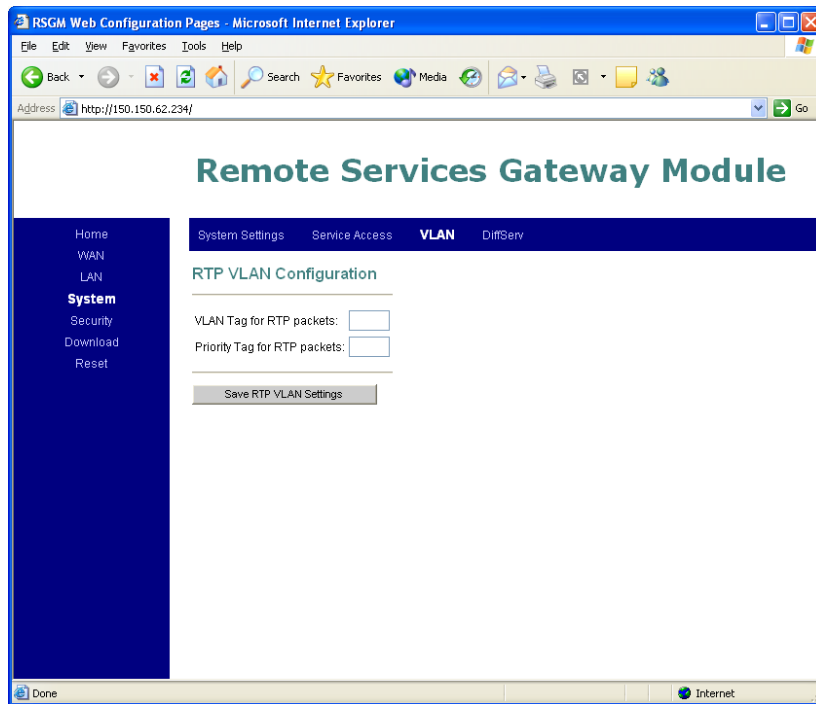 RSGM Web Configuration Pages - Microsoft Internet Explorer
File Edit View Favorites Tools Help
Back Search Favorites Media
Address http://150.150.62.234/ Go
Remote Services Gateway Module
Home
WAN
LAN
System
Security
Download
Reset
System Settings Service Access VLAN DiffServ
RTP VLAN Configuration
VLAN Tag for RTP packets:
Priority Tag for RTP packets:
Save RTP VLAN Settings
Done Internet